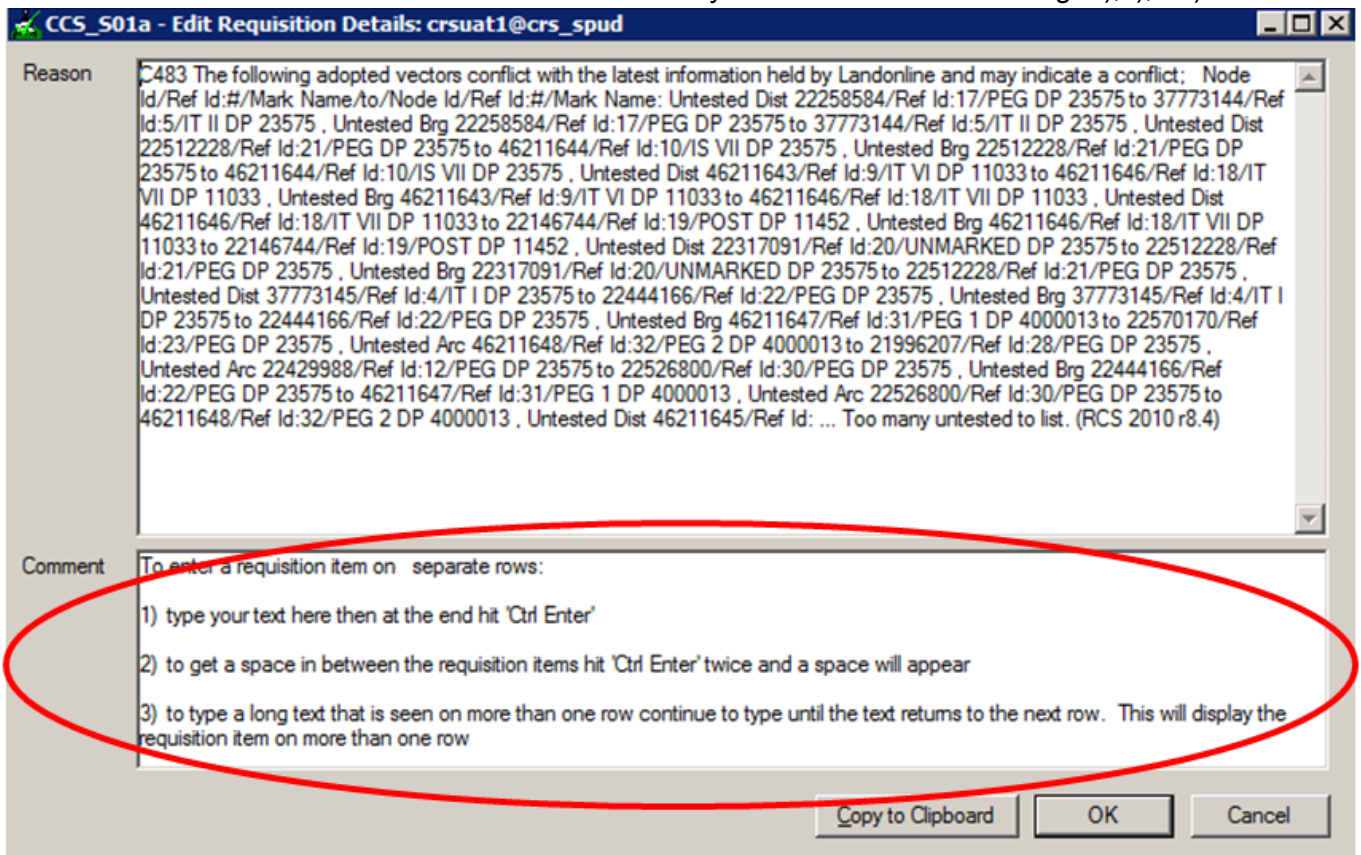 CCS_S01a - Edit Requisition Details: crsuat1@crs_spud
Reason
C483 The following adopted vectors conflict with the latest information held by Landonline and may indicate a conflict; Node
Id/Ref Id:#/Mark Name/to/Node Id/Ref Id:#/Mark Name: Untested Dist 22258584/Ref Id:17/PEG DP 23575 to 37773144/Ref
Id:5/IT II DP 23575 , Untested Brg 22258584/Ref Id:17/PEG DP 23575 to 37773144/Ref Id:5/IT II DP 23575 , Untested Dist
22512228/Ref Id:21/PEG DP 23575 to 46211644/Ref Id:10/IS VII DP 23575 , Untested Brg 22512228/Ref Id:21/PEG DP
23575 to 46211644/Ref Id:10/IS VII DP 23575 , Untested Dist 46211643/Ref Id:9/IT VI DP 11033 to 46211646/Ref Id:18/IT
VII DP 11033 , Untested Brg 46211643/Ref Id:9/IT VI DP 11033 to 46211646/Ref Id:18/IT VII DP 11033 , Untested Dist
46211646/Ref Id:18/IT VII DP 11033 to 22146744/Ref Id:19/POST DP 11452 , Untested Brg 46211646/Ref Id:18/IT VII DP
11033 to 22146744/Ref Id:19/POST DP 11452 , Untested Dist 22317091/Ref Id:20/UNMARKED DP 23575 to 22512228/Ref
Id:21/PEG DP 23575 , Untested Brg 22317091/Ref Id:20/UNMARKED DP 23575 to 22512228/Ref Id:21/PEG DP 23575 ,
Untested Dist 37773145/Ref Id:4/IT I DP 23575 to 22444166/Ref Id:22/PEG DP 23575 , Untested Brg 37773145/Ref Id:4/IT I
DP 23575 to 22444166/Ref Id:22/PEG DP 23575 , Untested Brg 46211647/Ref Id:31/PEG 1 DP 4000013 to 22570170/Ref
Id:23/PEG DP 23575 , Untested Arc 46211648/Ref Id:32/PEG 2 DP 4000013 to 21996207/Ref Id:28/PEG DP 23575 ,
Untested Arc 22429988/Ref Id:12/PEG DP 23575 to 22526800/Ref Id:30/PEG DP 23575 , Untested Brg 22444166/Ref
Id:22/PEG DP 23575 to 46211647/Ref Id:31/PEG 1 DP 4000013 , Untested Arc 22526800/Ref Id:30/PEG DP 23575 to
46211648/Ref Id:32/PEG 2 DP 4000013 , Untested Dist 46211645/Ref Id: ... Too many untested to list. (RCS 2010 r8.4)
Comment
To enter a requisition item on separate rows:
1) type your text here then at the end hit 'Ctrl Enter'
2) to get a space in between the requisition items hit 'Ctrl Enter' twice and a space will appear
3) to type a long text that is seen on more than one row continue to type until the text returns to the next row. This will display the
requisition item on more than one row
Copy to Clipboard
OK
Cancel